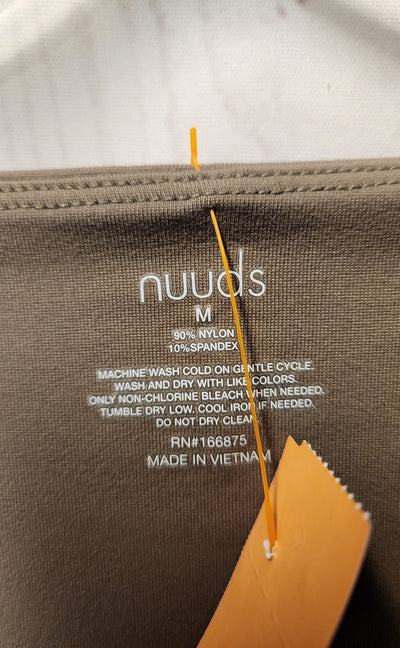 nuuds
M
90% NYLON
10%SPANDEX
MACHINE WASH COLD ON GENTLE CYCLE.
WASH AND DRY WITH LIKE COLORS.
ONLY NON-CHLORINE BLEACH WHEN NEEDED.
TUMBLE DRY LOW. COOL IRON IF NEEDED.
DO NOT DRY CLEAN
RN#166875
MADE IN VIETNAM